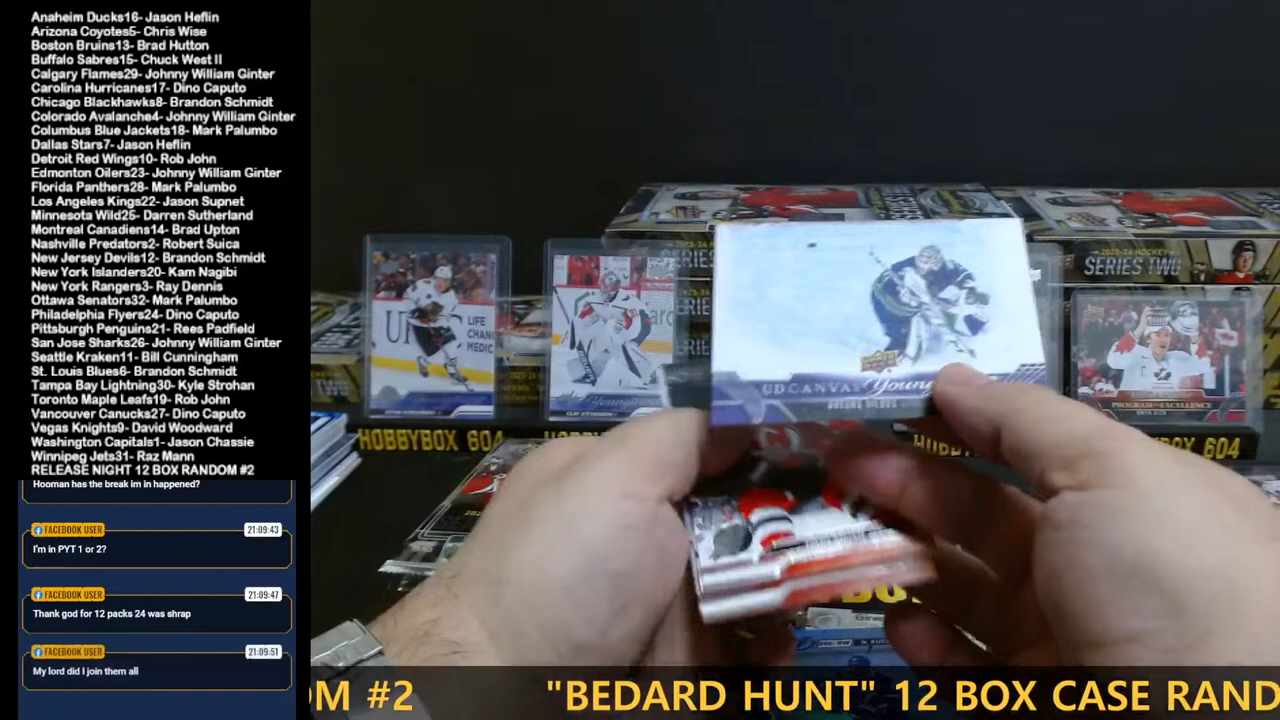 Anaheim Ducks16- Jason Heflin
Arizona Coyotes5- Chris Wise
Boston Bruins13- Brad Hutton
Buffalo Sabres15- Chuck West II
Calgary Flames29- Johnny William Ginter
Carolina Hurricanes17- Dino Caputo
Chicago Blackhawks8- Brandon Schmidt
Colorado Avalanche4- Johnny William Ginter
Columbus Blue Jackets18- Mark Palumbo
Dallas Stars7- Jason Heflin
Detroit Red Wings10- Rob John
Edmonton Oilers23- Johnny William Ginter
Florida Panthers28- Mark Palumbo
Los Angeles Kings22- Jason Supnet
Minnesota Wild25- Darren Sutherland
Montreal Canadiens14- Brad Upton
Nashville Predators2- Robert Suica
New Jersey Devils12- Brandon Schmidt
New York Islanders20- Kam Nagibi
New York Rangers3- Ray Dennis
Ottawa Senators32- Mark Palumbo
Philadelphia Flyers24- Dino Caputo
Pittsburgh Penguins21- Rees Padfield
San Jose Sharks26- Johnny William Ginter
Seattle Kraken11- Bill Cunningham
St. Louis Blues6- Brandon Schmidt
Tampa Bay Lightning30- Kyle Strohan
Toronto Maple Leafs19- Rob John
Vancouver Canucks27- Dino Caputo
Vegas Knights9- David Woodward
Washington Capitals1- Jason Chassie
Winnipeg Jets31- Raz Mann
RELEASE NIGHT 12 BOX RANDOM #2
Hooman has the break im in happened?
FACEBOOK USER 21:09:43
I'm in PYT 1 or 2?
FACEBOOK USER 21:09:47
Thank god for 12 packs 24 was shrap
FACEBOOK USER 21:09:51
My lord did I join them all
2023-24 HOCKEY
SERIES TWO
LIFE
CHANG
MEDIC
UD CANVAS Young
PROGRAM OF EXCELLENCE
HOBBYBOX 604
HOBBYBOX 604
OM #2 "BEDARD HUNT" 12 BOX CASE RAND